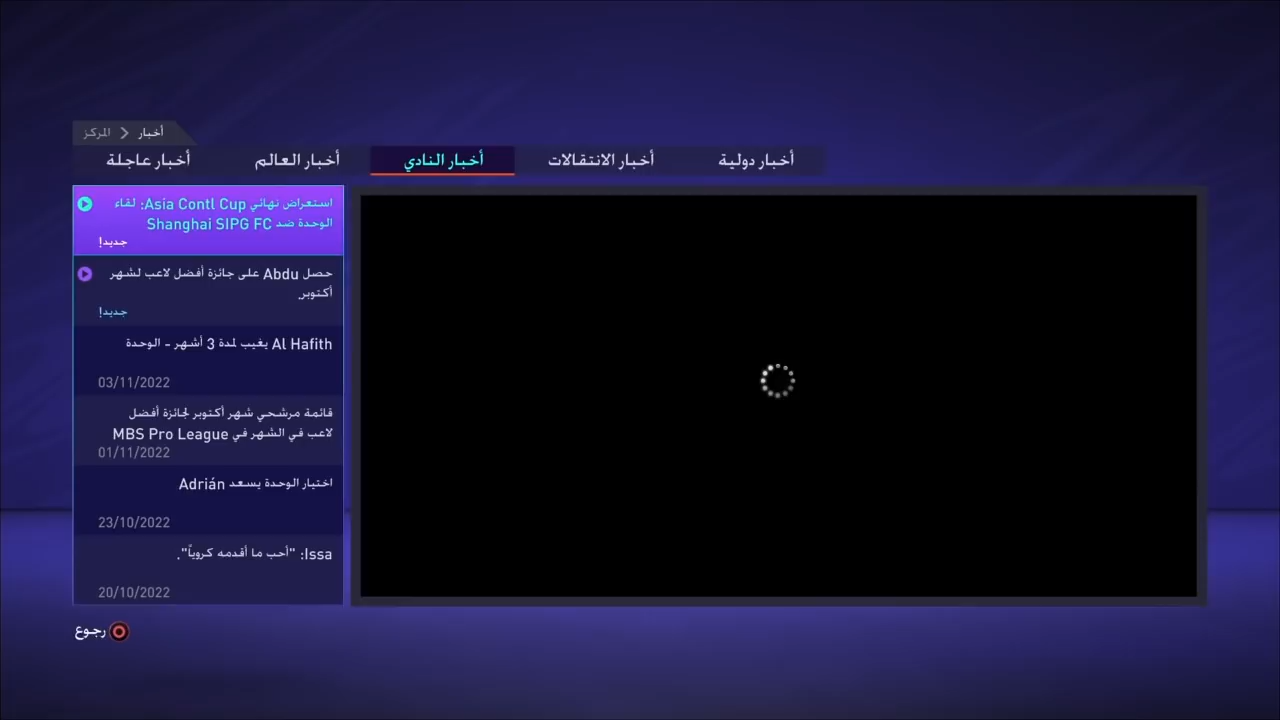 المركز > أخبار
أخبار عاجلة
أخبار العالم
أخبار النادي
أخبار الانتقالات
أخبار دولية
استعراض نهائي Asia Contl Cup: لقاء
الوحدة ضد Shanghai SIPG FC
جديد!
حصل Abdu على جائزة أفضل لاعب لشهر
أكتوبر.
جديد!
Al Hafith يغيب لمدة 3 أشهر - الوحدة
03/11/2022
قائمة مرشحي شهر أكتوبر لجائزة أفضل
لاعب في الشهر في MBS Pro League
01/11/2022
اختيار الوحدة يسعد Adrián
23/10/2022
Issa: "أحب ما أقدمه كروياً".
20/10/2022
رجوع